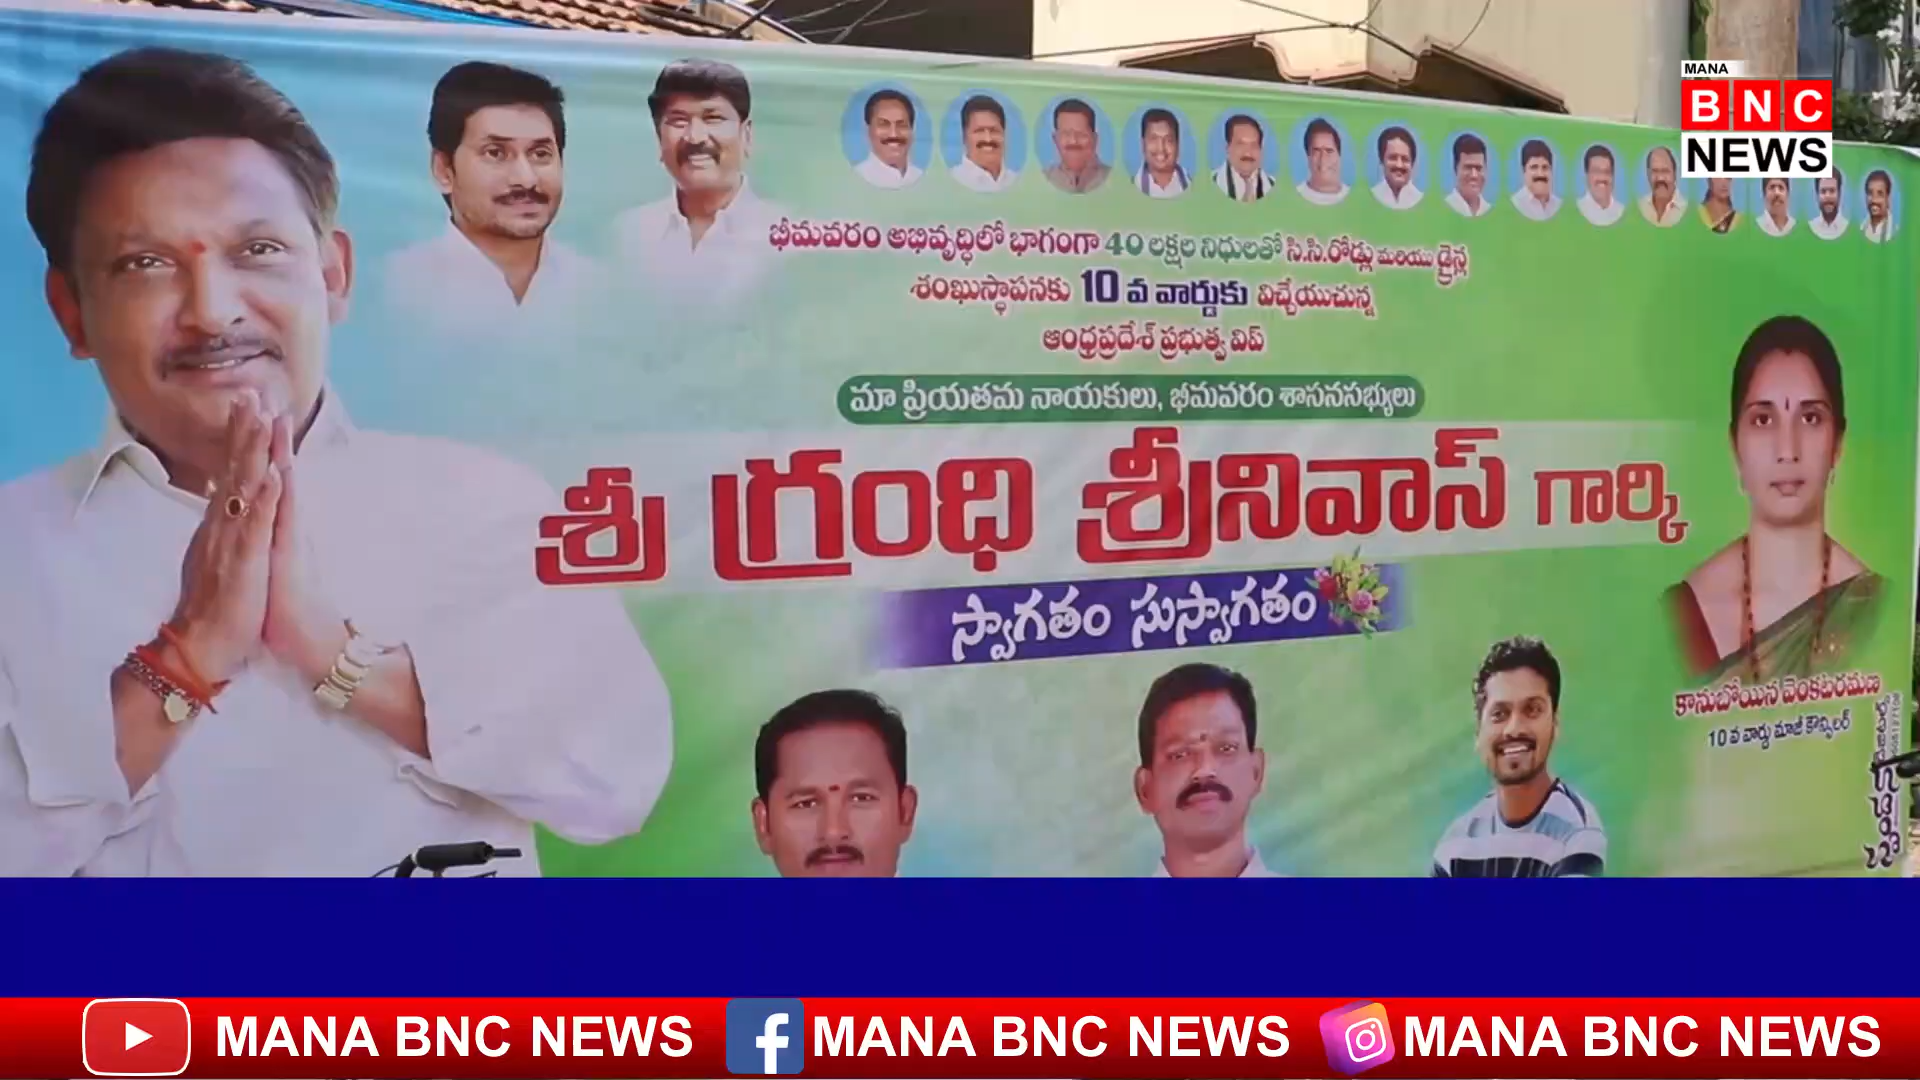 MANA
BNC
NEWS
భీమవరం అభివృద్ధిలో భాగంగా 40 లక్షల నిధులతో సి.సి.రోడ్లు మరియు డ్రైన్ల
శంఖుస్థాపనకు 10 వ వార్డుకు విచ్చేయుచున్న
ఆంధ్రప్రదేశ్ ప్రభుత్వ విప్
మా ప్రియతమ నాయకులు, భీమవరం శాసనసభ్యులు
శ్రీ గ్రంధి శ్రీనివాస్ గార్కి
స్వాగతం సుస్వాగతం
కానుబోయిన వెంకటరమణ
10 వ వార్డు మాజీ కౌన్సిలర్
MANA BNC NEWS
MANA BNC NEWS
MANA BNC NEWS